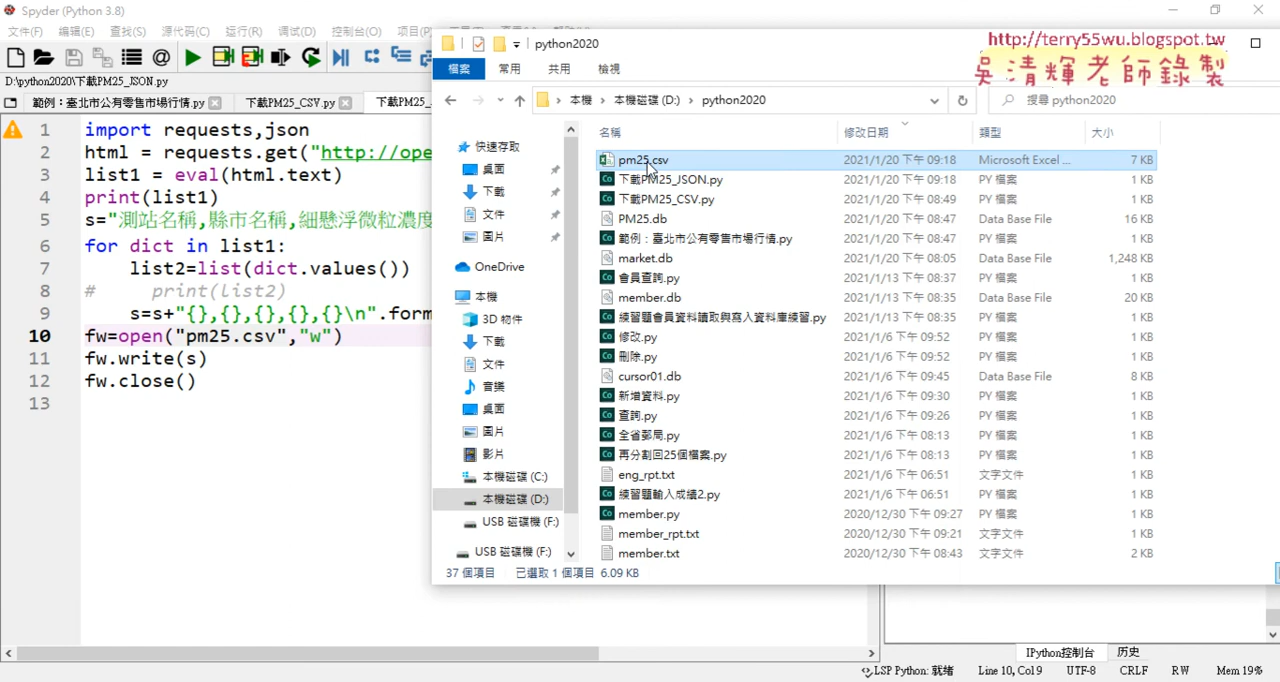 Spyder (Python 3.8)
文件(F) 编辑(E) 查找(S) 源代码(C) 运行(R) 调试(D) 控制台(O)
D:\python2020\下載PM25_JSON.py
範例：臺北市公有零售市場行情.py 下載PM25_CSV.py 下載PM25_
1 import requests,json
2 html = requests.get("http://ope
3 list1 = eval(html.text)
4 print(list1)
5 s="測站名稱,縣市名稱,細懸浮微粒濃度
6 for dict in list1:
7 list2=list(dict.values())
8 # print(list2)
9 s=s+"{},{},{},{},{}\n".form
10 fw=open("pm25.csv","w")
11 fw.write(s)
12 fw.close()
13
python2020
http://terry55wu.blogspot.tw
吳清輝老師錄製
檔案 常用 共用 檢視
本機 本機磁碟 (D:) python2020
搜尋 python2020
快速存取
桌面
下載
文件
圖片
OneDrive
本機
3D 物件
下載
文件
音樂
桌面
圖片
影片
本機磁碟 (C:)
本機磁碟 (D:)
USB 磁碟機 (F:)
USB 磁碟機 (F:)
名稱 修改日期 類型 大小
pm25.csv 2021/1/20 下午 09:18 Microsoft Excel ... 7 KB
下載PM25_JSON.py 2021/1/20 下午 09:18 PY 檔案 1 KB
下載PM25_CSV.py 2021/1/20 下午 08:49 PY 檔案 1 KB
PM25.db 2021/1/20 下午 08:47 Data Base File 16 KB
範例：臺北市公有零售市場行情.py 2021/1/20 下午 08:47 PY 檔案 1 KB
market.db 2021/1/20 下午 08:05 Data Base File 1,248 KB
會員查詢.py 2021/1/13 下午 08:37 PY 檔案 1 KB
member.db 2021/1/13 下午 08:35 Data Base File 20 KB
練習題會員資料讀取與寫入資料庫練習.py 2021/1/13 下午 08:35 PY 檔案 1 KB
修改.py 2021/1/6 下午 09:52 PY 檔案 1 KB
刪除.py 2021/1/6 下午 09:52 PY 檔案 1 KB
cursor01.db 2021/1/6 下午 09:45 Data Base File 8 KB
新增資料.py 2021/1/6 下午 09:30 PY 檔案 1 KB
查詢.py 2021/1/6 下午 09:26 PY 檔案 1 KB
全省郵局.py 2021/1/6 下午 08:13 PY 檔案 1 KB
再分割回25個檔案.py 2021/1/6 下午 08:13 PY 檔案 1 KB
eng_rpt.txt 2021/1/6 下午 06:51 文字文件 1 KB
練習題輸入成績2.py 2021/1/6 下午 06:51 PY 檔案 1 KB
member.py 2020/12/30 下午 09:27 PY 檔案 1 KB
member_rpt.txt 2020/12/30 下午 09:21 文字文件 1 KB
member.txt 2020/12/30 下午 08:43 文字文件 2 KB
37 個項目 已選取 1 個項目 6.09 KB
IPython控制台 历史
LSP Python: 就绪 Line 10, Col9 UTF-8 CRLF RW Mem 19%